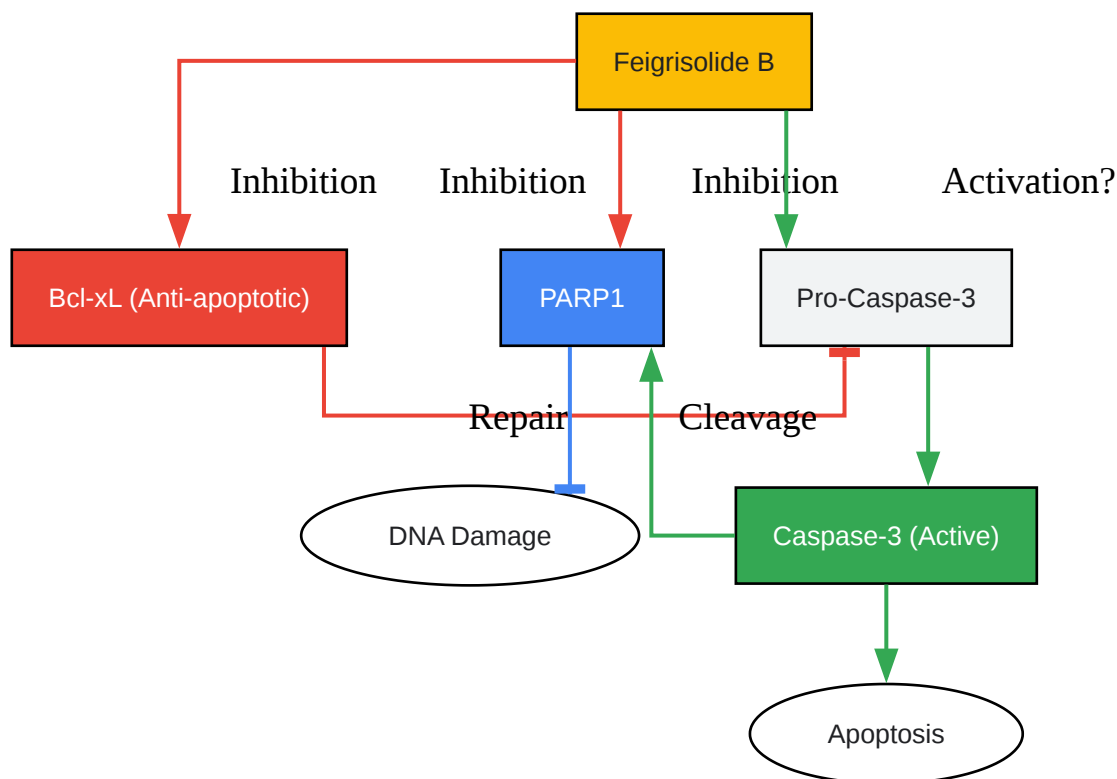 Feigrisolide B
Inhibition
Inhibition
Inhibition
Activation?
Bcl-xL (Anti-apoptotic)
PARP1
Pro-Caspase-3
Repair
Cleavage
DNA Damage
Caspase-3 (Active)
Apoptosis